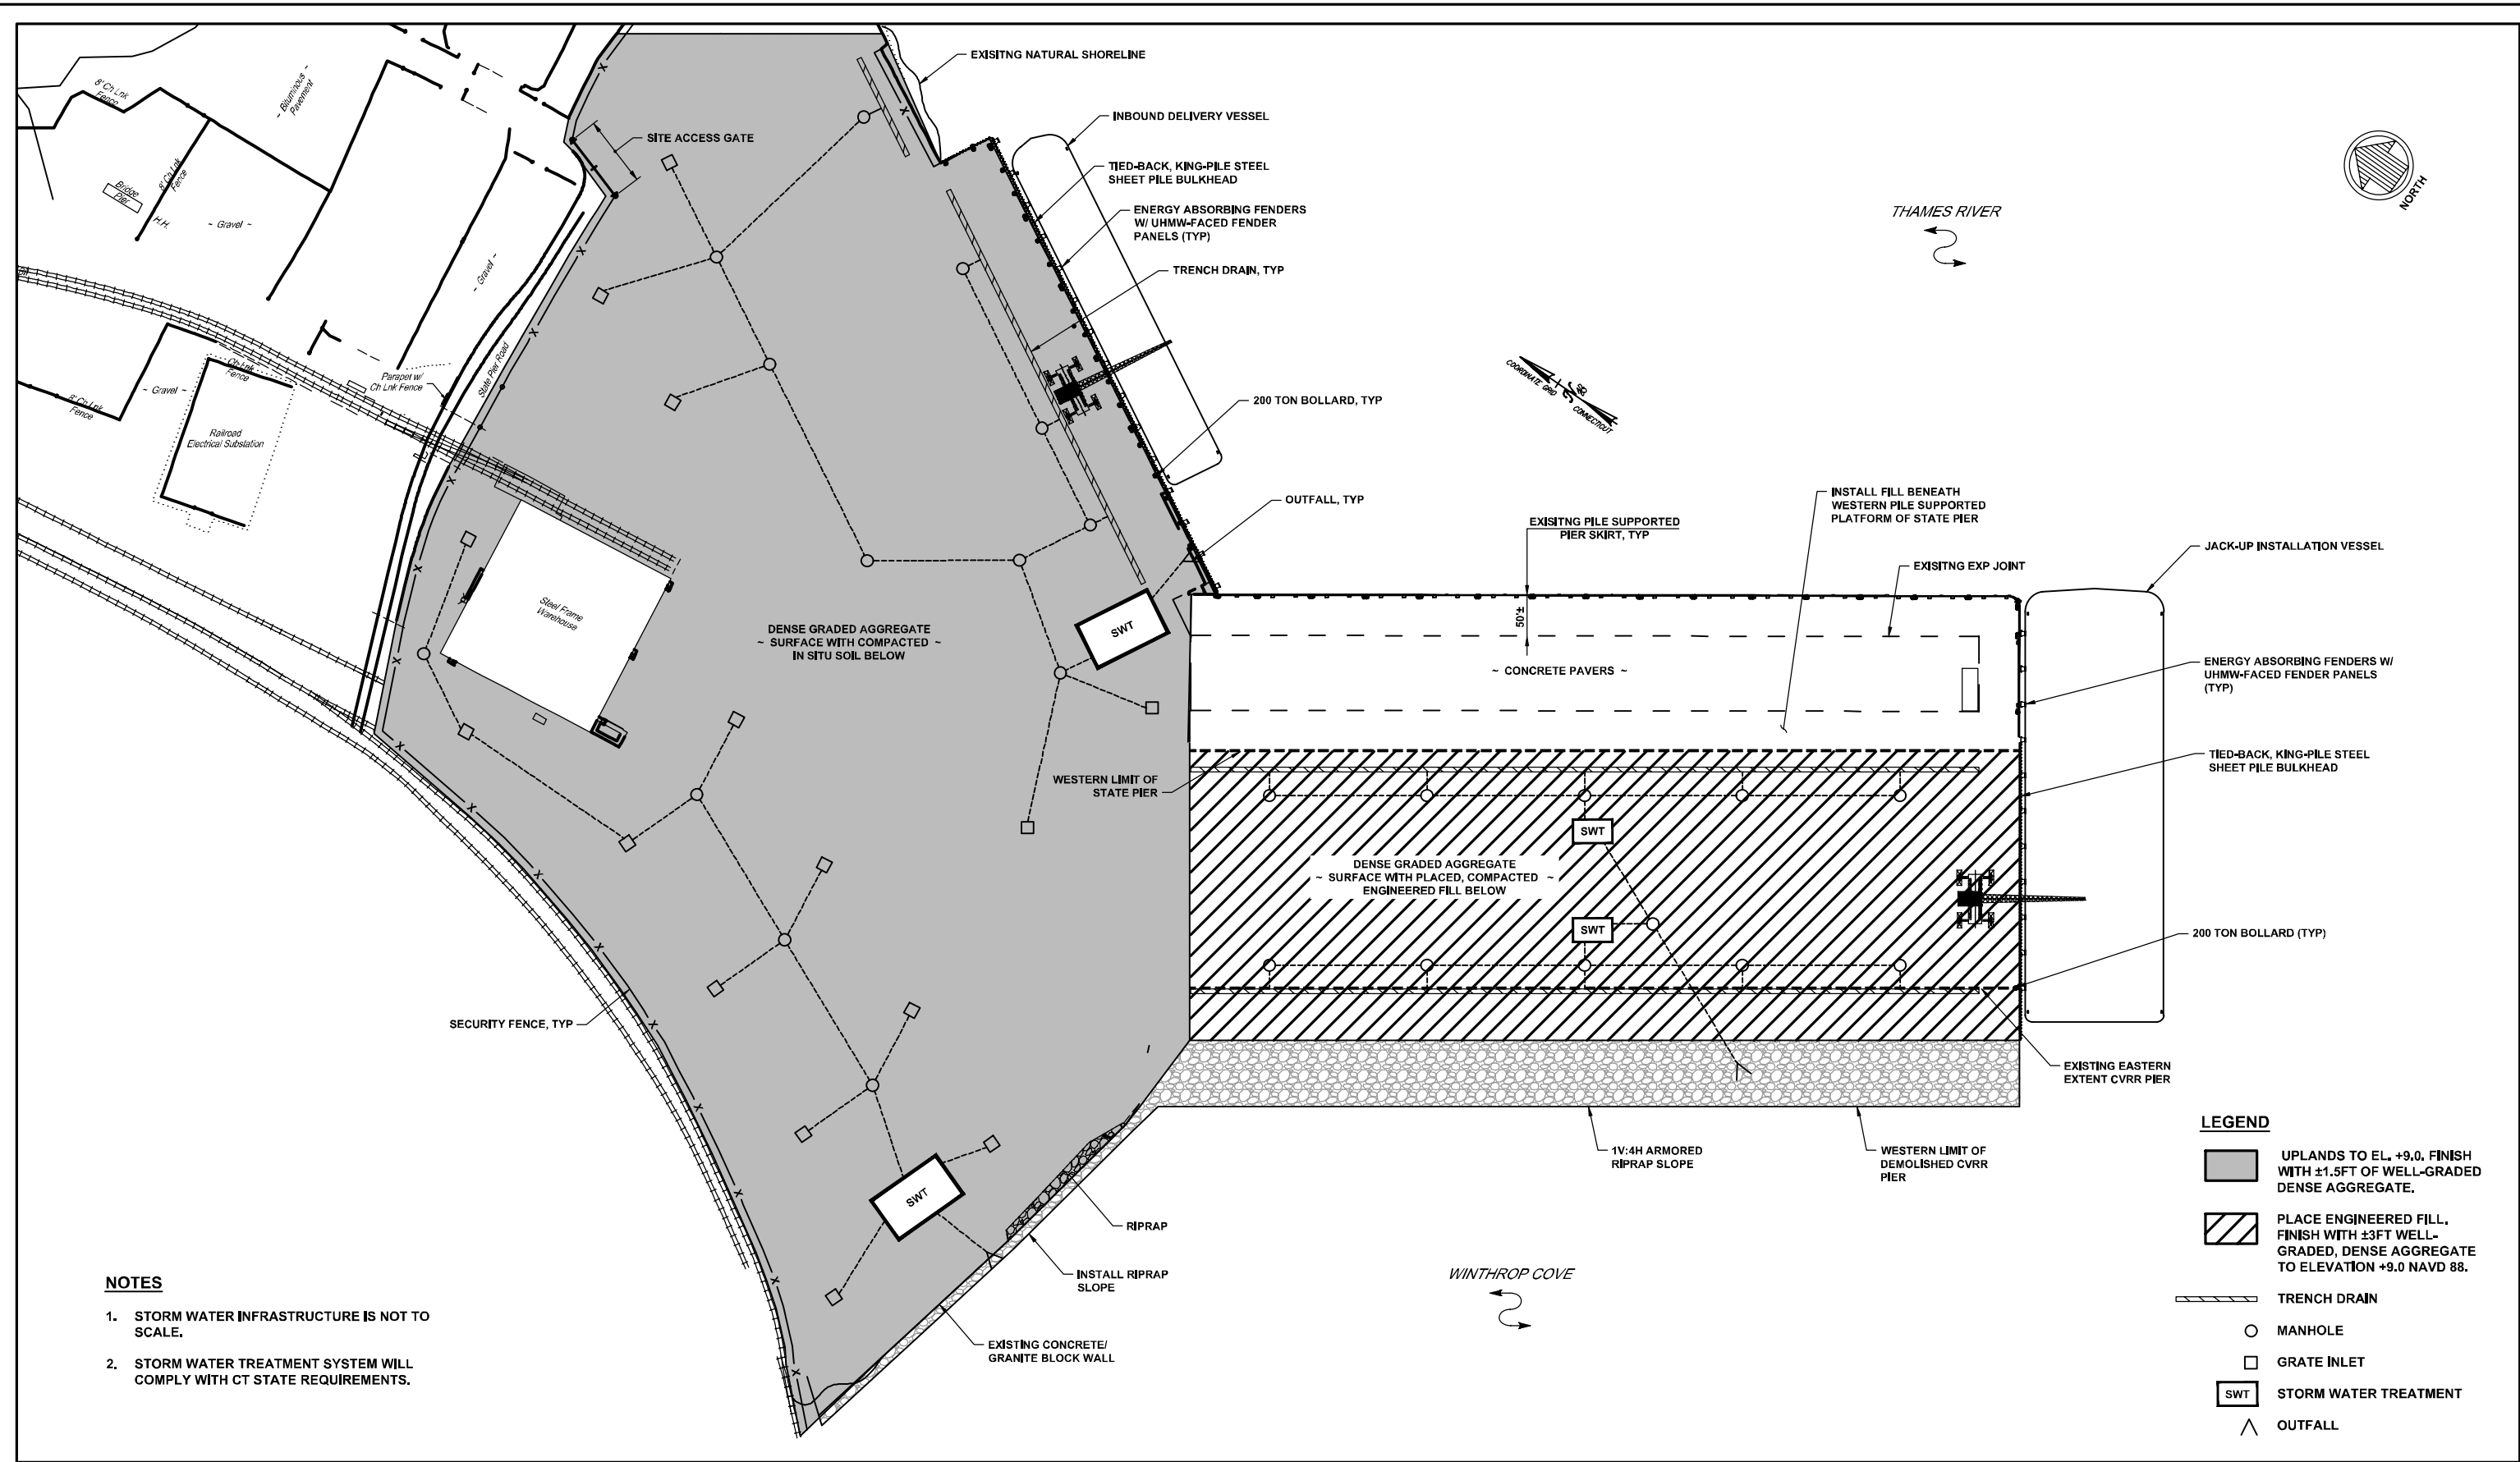 8' Ch Lnk
Fence
~ Bituminous ~
Pavement
8' Ch Lnk
Fence
Bridge
Pier
H.H.
~ Gravel ~
~ Gravel ~
SITE ACCESS GATE
EXISITNG NATURAL SHORELINE
INBOUND DELIVERY VESSEL
TIED-BACK, KING-PILE STEEL
SHEET PILE BULKHEAD
ENERGY ABSORBING FENDERS
W/ UHMW-FACED FENDER
PANELS (TYP)
TRENCH DRAIN, TYP
THAMES RIVER
NORTH
COORDINATE GRID
CONNECTICUT
State Pier Road
Parapet w/
Ch Lnk Fence
Ch Lnk
Fence
~ Gravel ~
8' Ch Lnk
Fence
Railroad
Electrical Substation
200 TON BOLLARD, TYP
OUTFALL, TYP
EXISITNG PILE SUPPORTED
PIER SKIRT, TYP
50'±
INSTALL FILL BENEATH
WESTERN PILE SUPPORTED
PLATFORM OF STATE PIER
EXISITNG EXP JOINT
JACK-UP INSTALLATION VESSEL
Steel Frame
Warehouse
DENSE GRADED AGGREGATE
~ SURFACE WITH COMPACTED ~
IN SITU SOIL BELOW
SWT
~ CONCRETE PAVERS ~
ENERGY ABSORBING FENDERS W/
UHMW-FACED FENDER PANELS
(TYP)
WESTERN LIMIT OF
STATE PIER
TIED-BACK, KING-PILE STEEL
SHEET PILE BULKHEAD
SWT
DENSE GRADED AGGREGATE
~ SURFACE WITH PLACED, COMPACTED ~
ENGINEERED FILL BELOW
SWT
200 TON BOLLARD (TYP)
SECURITY FENCE, TYP
EXISTING EASTERN
EXTENT CVRR PIER
1V:4H ARMORED
RIPRAP SLOPE
WESTERN LIMIT OF
DEMOLISHED CVRR
PIER
SWT
RIPRAP
INSTALL RIPRAP
SLOPE
EXISTING CONCRETE/
GRANITE BLOCK WALL
WINTHROP COVE
NOTES
1. STORM WATER INFRASTRUCTURE IS NOT TO
SCALE.
2. STORM WATER TREATMENT SYSTEM WILL
COMPLY WITH CT STATE REQUIREMENTS.
LEGEND
UPLANDS TO EL. +9.0. FINISH
WITH ±1.5FT OF WELL-GRADED
DENSE AGGREGATE.
PLACE ENGINEERED FILL,
FINISH WITH ±3FT WELL-
GRADED, DENSE AGGREGATE
TO ELEVATION +9.0 NAVD 88.
TRENCH DRAIN
MANHOLE
GRATE INLET
SWT STORM WATER TREATMENT
OUTFALL